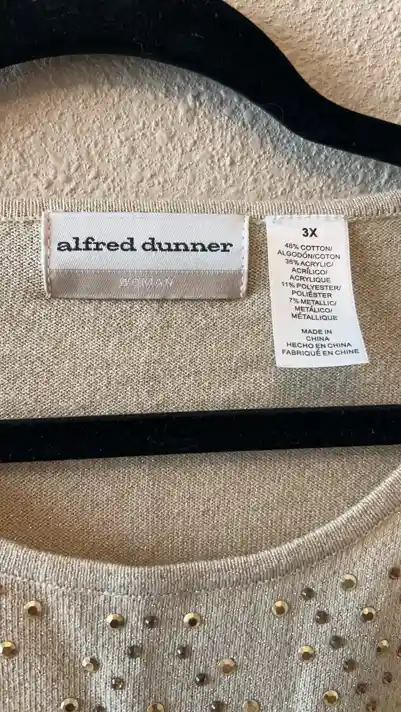 alfred dunner
WOMAN
3X
46% COTTON/
ALGODÓN/COTON
36% ACRYLIC/
ACRÍLICO/
ACRYLIQUE
11% POLYESTER/
POLIÉSTER
7% METALLIC/
METÁLICO/
MÉTALLIQUE
MADE IN
CHINA
HECHO EN CHINA
FABRIQUÉ EN CHINE